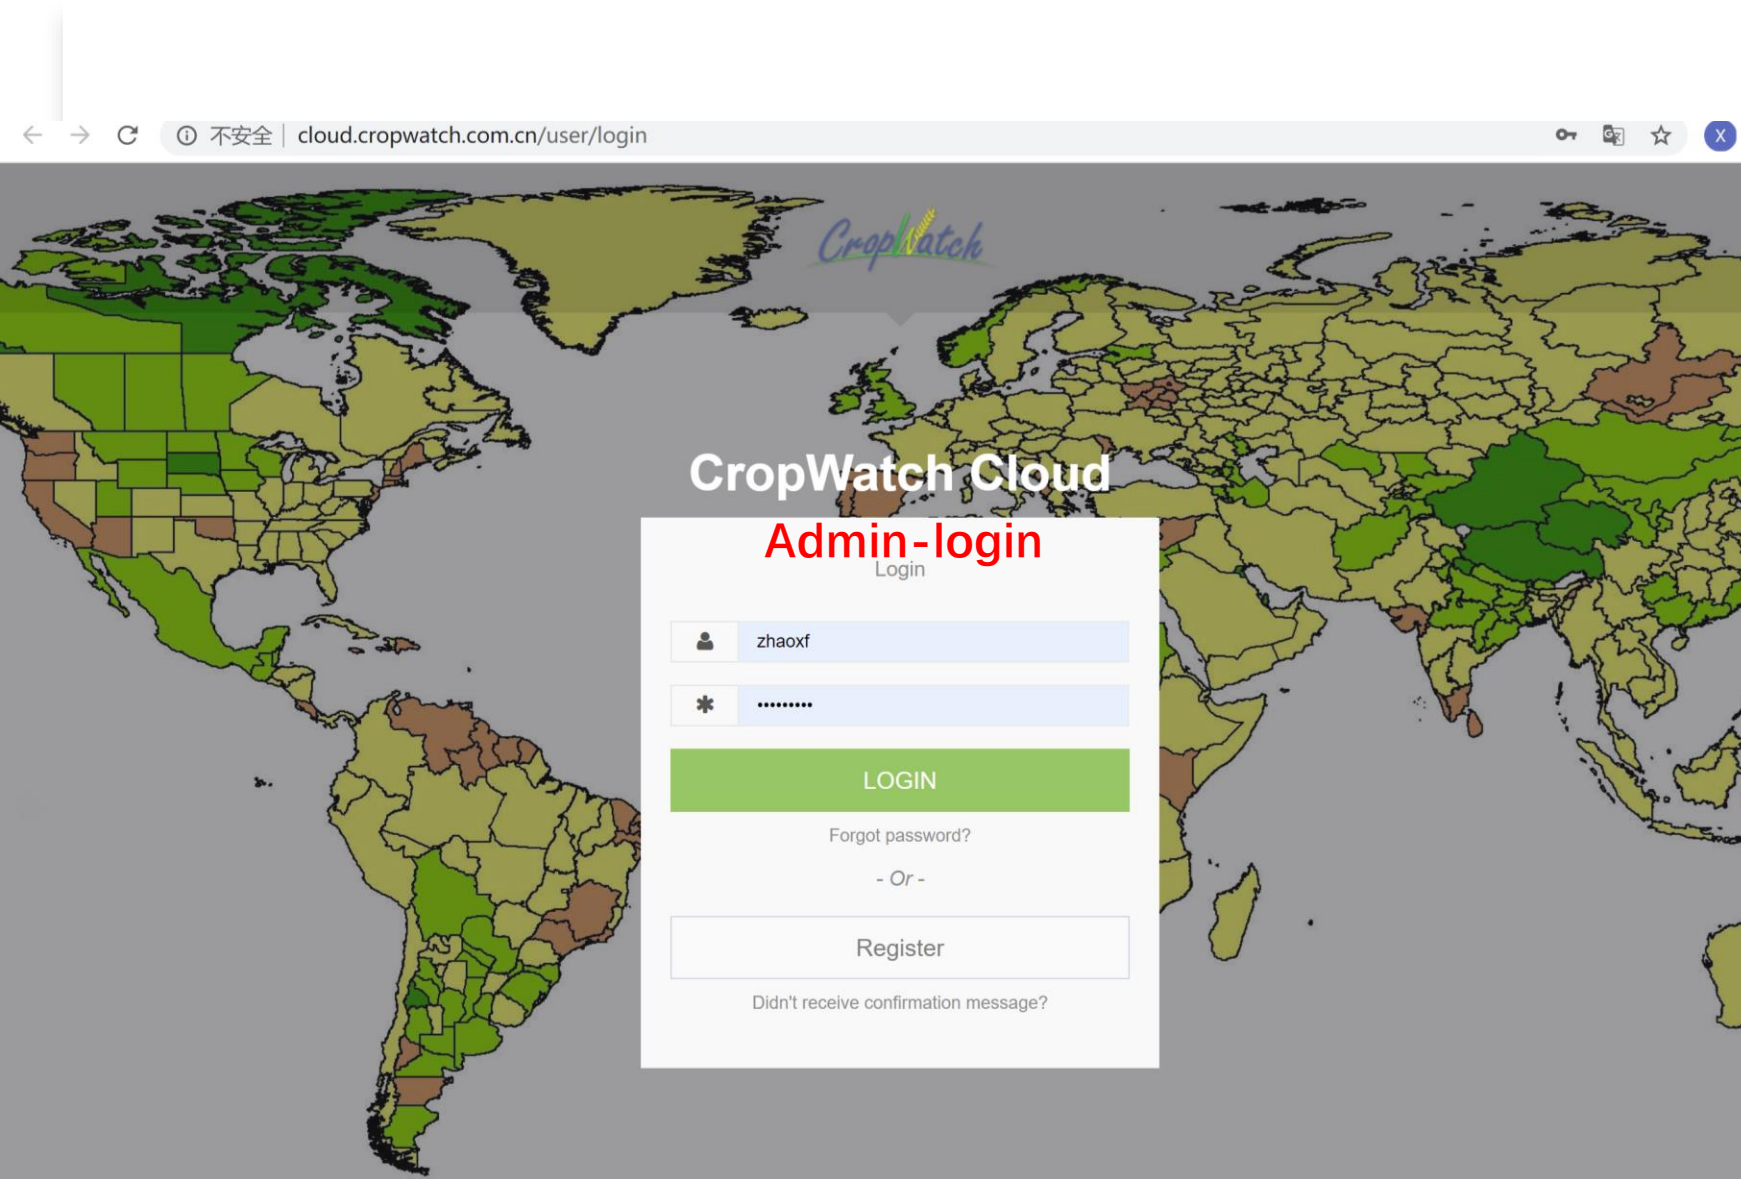 不安全 | cloud.cropwatch.com.cn/user/login
X
CropWatch
CropWatch Cloud
Admin-login
Login
zhaoxf
•••••••••
LOGIN
Forgot password?
- Or -
Register
Didn't receive confirmation message?